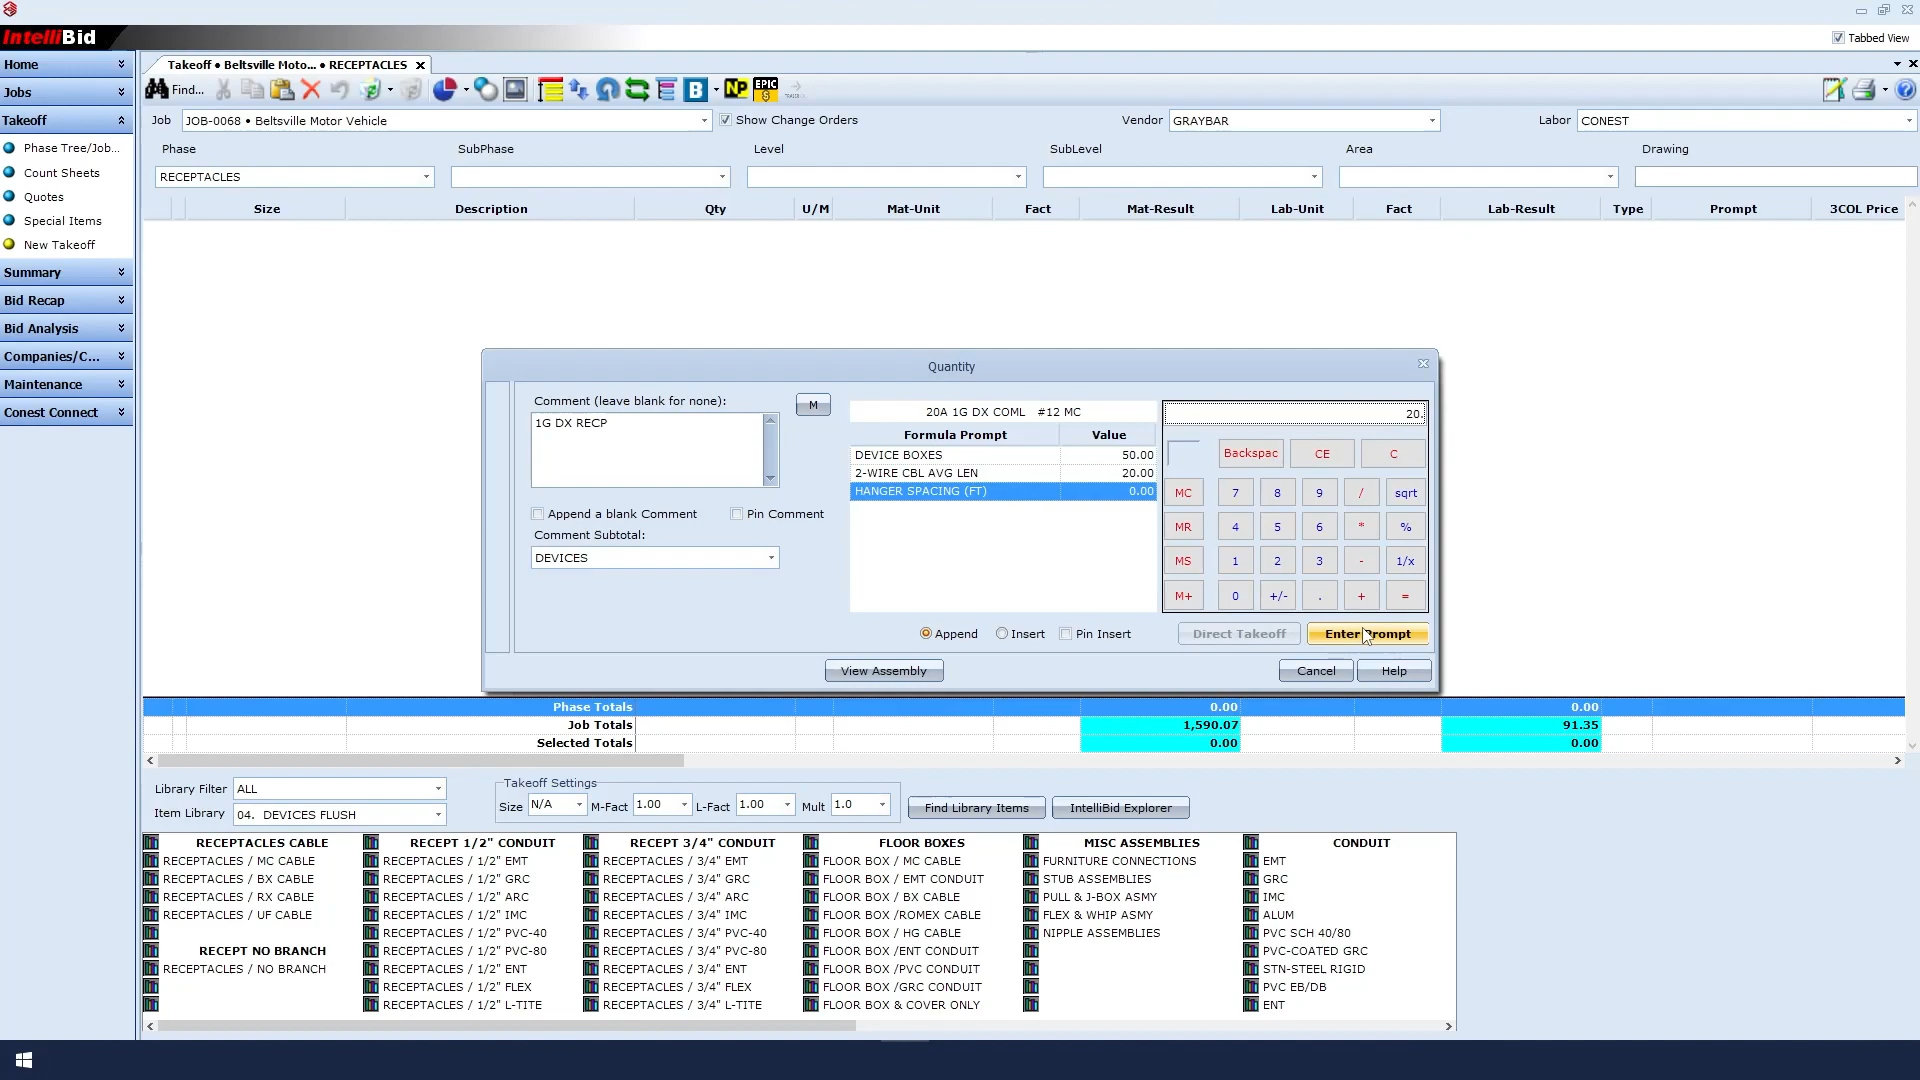 IntelliBid
Tabbed View
Home
Jobs
Takeoff
Phase Tree/Job...
Count Sheets
Quotes
Special Items
New Takeoff
Summary
Bid Recap
Bid Analysis
Companies/C...
Maintenance
Conest Connect
Takeoff • Beltsville Moto... • RECEPTACLES
Find...
B
NP
EPIC
$
Job JOB-0068 • Beltsville Motor Vehicle Show Change Orders Vendor GRAYBAR Labor CONEST
Phase SubPhase Level SubLevel Area Drawing
RECEPTACLES
Size Description Qty U/M Mat-Unit Fact Mat-Result Lab-Unit Fact Lab-Result Type Prompt 3COL Price
Quantity
Comment (leave blank for none):
M
1G DX RECP
Append a blank Comment Pin Comment
Comment Subtotal:
DEVICES
20A 1G DX COML #12 MC
Formula Prompt Value
DEVICE BOXES 50.00
2-WIRE CBL AVG LEN 20.00
HANGER SPACING (FT) 0.00
20.
Backspac CE C
MC 7 8 9 / sqrt
MR 4 5 6 * %
MS 1 2 3 - 1/x
M+ 0 +/- . + =
Append Insert Pin Insert Direct Takeoff Enter Prompt
View Assembly Cancel Help
Phase Totals 0.00 0.00
Job Totals 1,590.07 91.35
Selected Totals 0.00 0.00
Library Filter ALL
Item Library 04. DEVICES FLUSH
Takeoff Settings
Size N/A M-Fact 1.00 L-Fact 1.00 Mult 1.0
Find Library Items IntelliBid Explorer
RECEPTACLES CABLE RECEPT 1/2" CONDUIT RECEPT 3/4" CONDUIT FLOOR BOXES MISC ASSEMBLIES CONDUIT
RECEPTACLES / MC CABLE RECEPTACLES / 1/2" EMT RECEPTACLES / 3/4" EMT FLOOR BOX / MC CABLE FURNITURE CONNECTIONS EMT
RECEPTACLES / BX CABLE RECEPTACLES / 1/2" GRC RECEPTACLES / 3/4" GRC FLOOR BOX / EMT CONDUIT STUB ASSEMBLIES GRC
RECEPTACLES / RX CABLE RECEPTACLES / 1/2" ARC RECEPTACLES / 3/4" ARC FLOOR BOX / BX CABLE PULL & J-BOX ASMY IMC
RECEPTACLES / UF CABLE RECEPTACLES / 1/2" IMC RECEPTACLES / 3/4" IMC FLOOR BOX /ROMEX CABLE FLEX & WHIP ASMY ALUM
RECEPTACLES / 1/2" PVC-40 RECEPTACLES / 3/4" PVC-40 FLOOR BOX / HG CABLE NIPPLE ASSEMBLIES PVC SCH 40/80
RECEPT NO BRANCH RECEPTACLES / 1/2" PVC-80 RECEPTACLES / 3/4" PVC-80 FLOOR BOX /ENT CONDUIT PVC-COATED GRC
RECEPTACLES / NO BRANCH RECEPTACLES / 1/2" ENT RECEPTACLES / 3/4" ENT FLOOR BOX /PVC CONDUIT STN-STEEL RIGID
RECEPTACLES / 1/2" FLEX RECEPTACLES / 3/4" FLEX FLOOR BOX /GRC CONDUIT PVC EB/DB
RECEPTACLES / 1/2" L-TITE RECEPTACLES / 3/4" L-TITE FLOOR BOX & COVER ONLY ENT